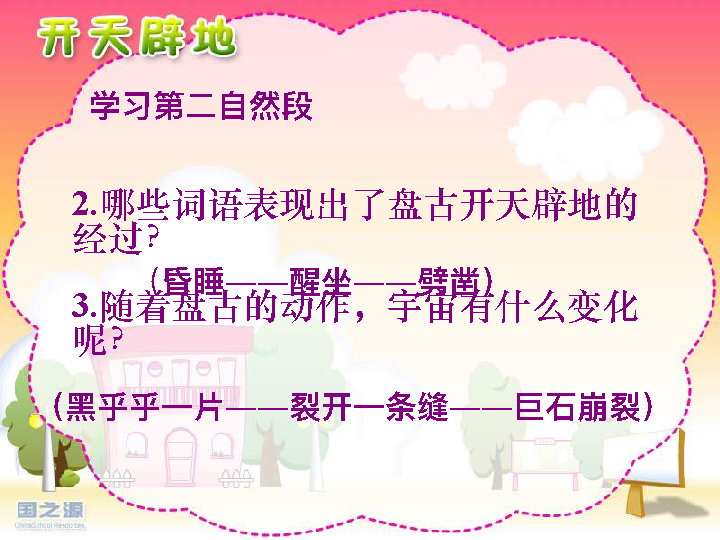 开天辟地
学习第二自然段
2.哪些词语表现出了盘古开天辟地的
经过?
（昏睡——醒坐——劈凿）
3.随着盘古的动作，宇宙有什么变化
呢?
（黑乎乎一片——裂开一条缝——巨石崩裂）
国之源
ChinaSchool Resources